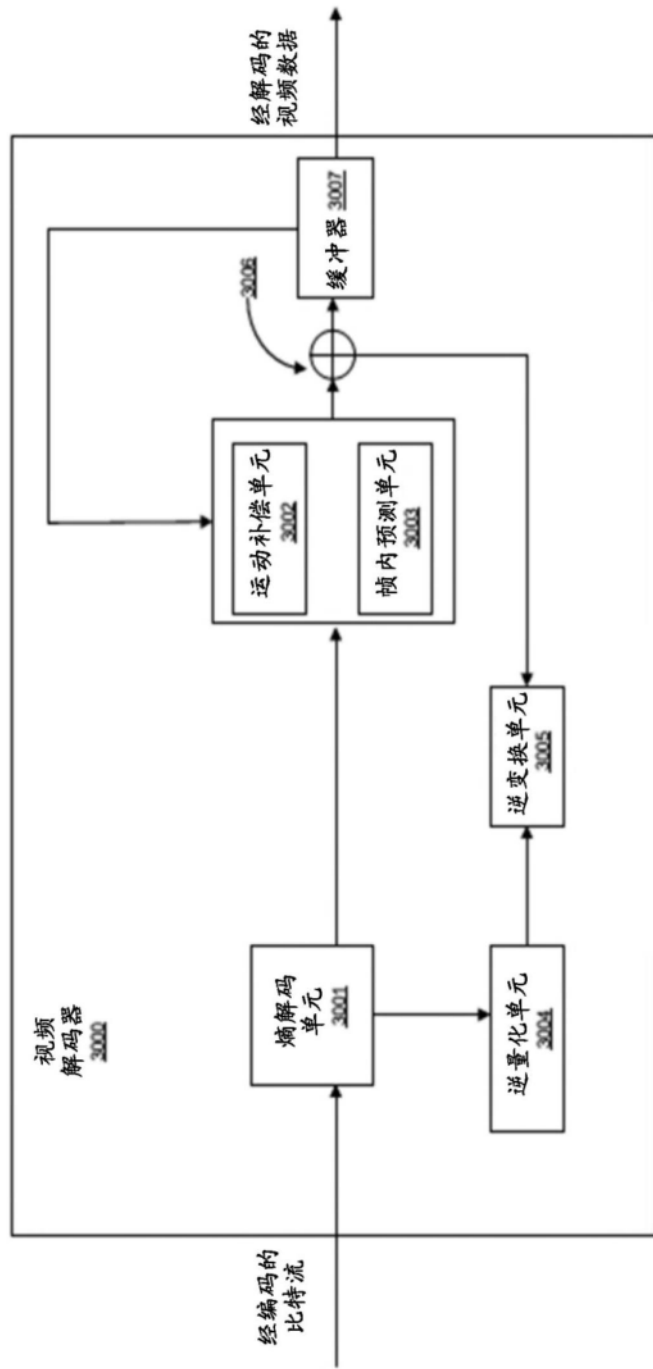 视频
解码器
3000
经编码的
比特流
熵解码
单元
3001
逆量化单元
3004
逆变换单元
3005
运动补偿单元
3002
帧内预测单元
3003
3006
缓冲器
3007
经解码的
视频数据